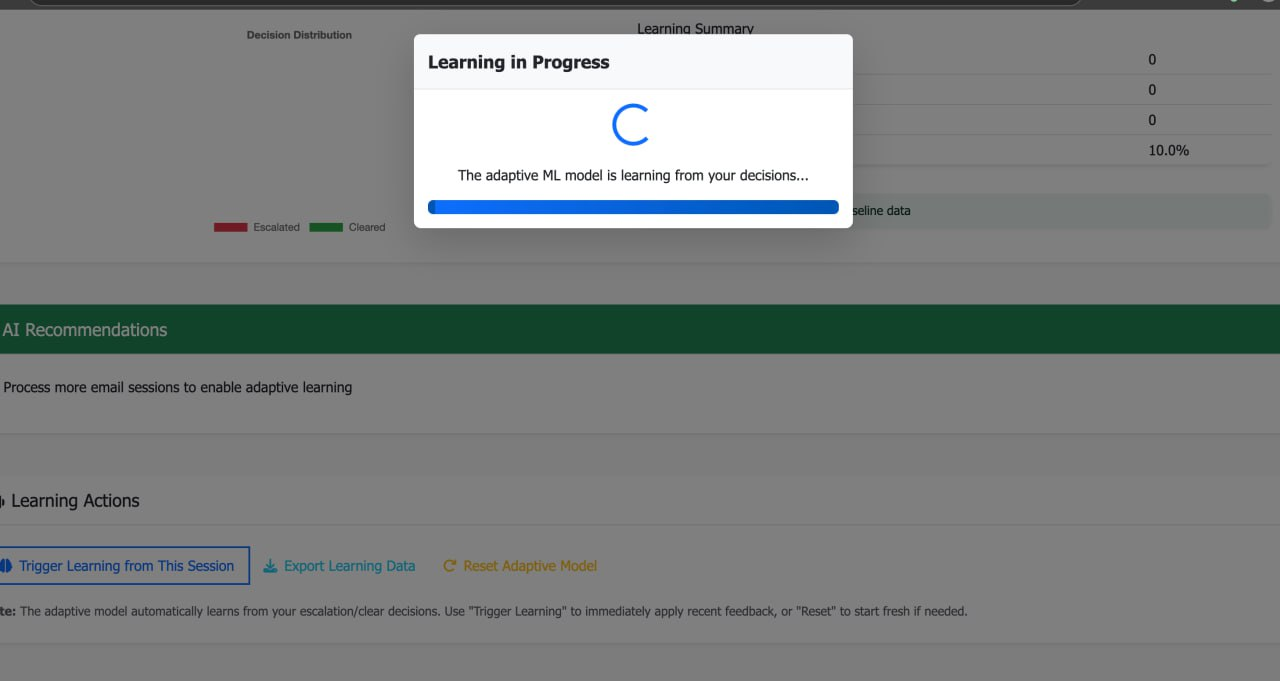 Decision Distribution
Learning Summary
Learning in Progress
0
0
0
10.0%
The adaptive ML model is learning from your decisions...
seline data
Escalated
Cleared
AI Recommendations
Process more email sessions to enable adaptive learning
Learning Actions
Trigger Learning from This Session
Export Learning Data
Reset Adaptive Model
te: The adaptive model automatically learns from your escalation/clear decisions. Use "Trigger Learning" to immediately apply recent feedback, or "Reset" to start fresh if needed.